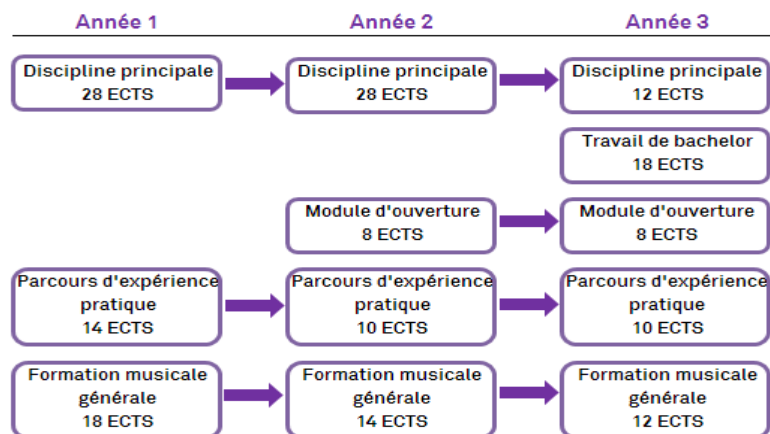 Année 1
Année 2
Année 3
Discipline principale
28 ECTS
Discipline principale
28 ECTS
Discipline principale
12 ECTS
Travail de bachelor
18 ECTS
Module d'ouverture
8 ECTS
Module d'ouverture
8 ECTS
Parcours d'expérience
pratique
14 ECTS
Parcours d'expérience
pratique
10 ECTS
Parcours d'expérience
pratique
10 ECTS
Formation musicale
générale
18 ECTS
Formation musicale
générale
14 ECTS
Formation musicale
générale
12 ECTS